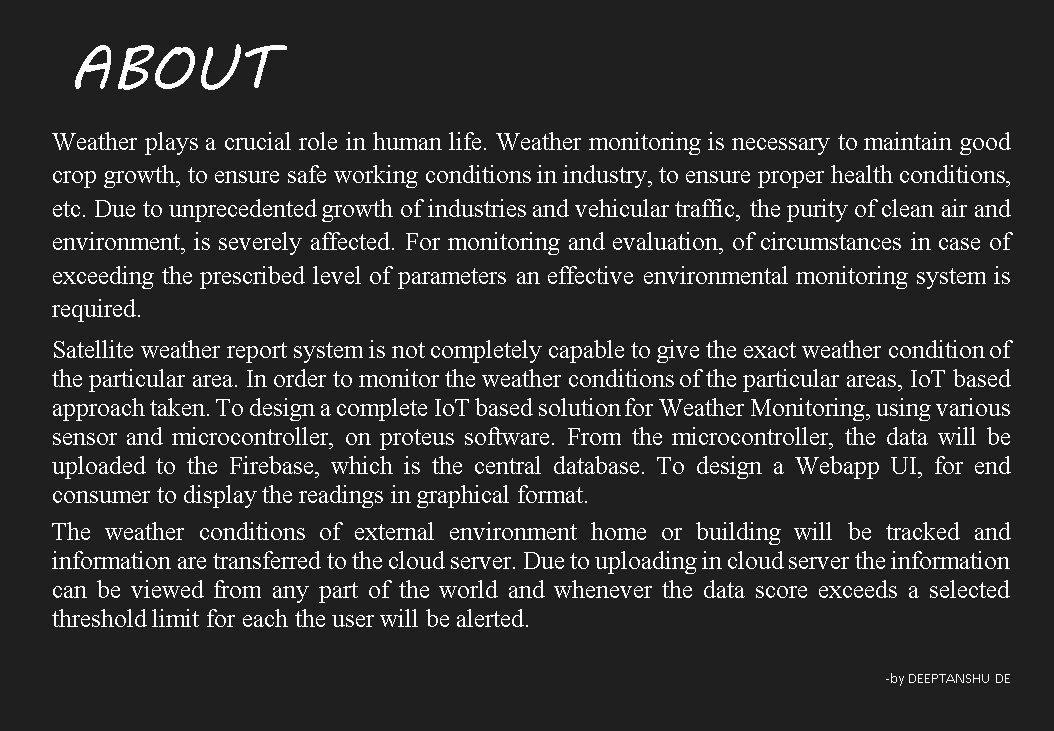 ABOUT
Weather plays a crucial role in human life. Weather monitoring is necessary to maintain good
crop growth, to ensure safe working conditions in industry, to ensure proper health conditions,
etc. Due to unprecedented growth of industries and vehicular traffic, the purity of clean air and
environment, is severely affected. For monitoring and evaluation, of circumstances in case of
exceeding the prescribed level of parameters an effective environmental monitoring system is
required.
Satellite weather report system is not completely capable to give the exact weather condition of
the particular area. In order to monitor the weather conditions of the particular areas, IoT based
approach taken. To design a complete IoT based solution for Weather Monitoring, using various
sensor and microcontroller, on proteus software. From the microcontroller, the data will be
uploaded to the Firebase, which is the central database. To design a Webapp UI, for end
consumer to display the readings in graphical format.
The weather conditions of external environment home or building will be tracked and
information are transferred to the cloud server. Due to uploading in cloud server the information
can be viewed from any part of the world and whenever the data score exceeds a selected
threshold limit for each the user will be alerted.
-by DEEPTANSHU DE